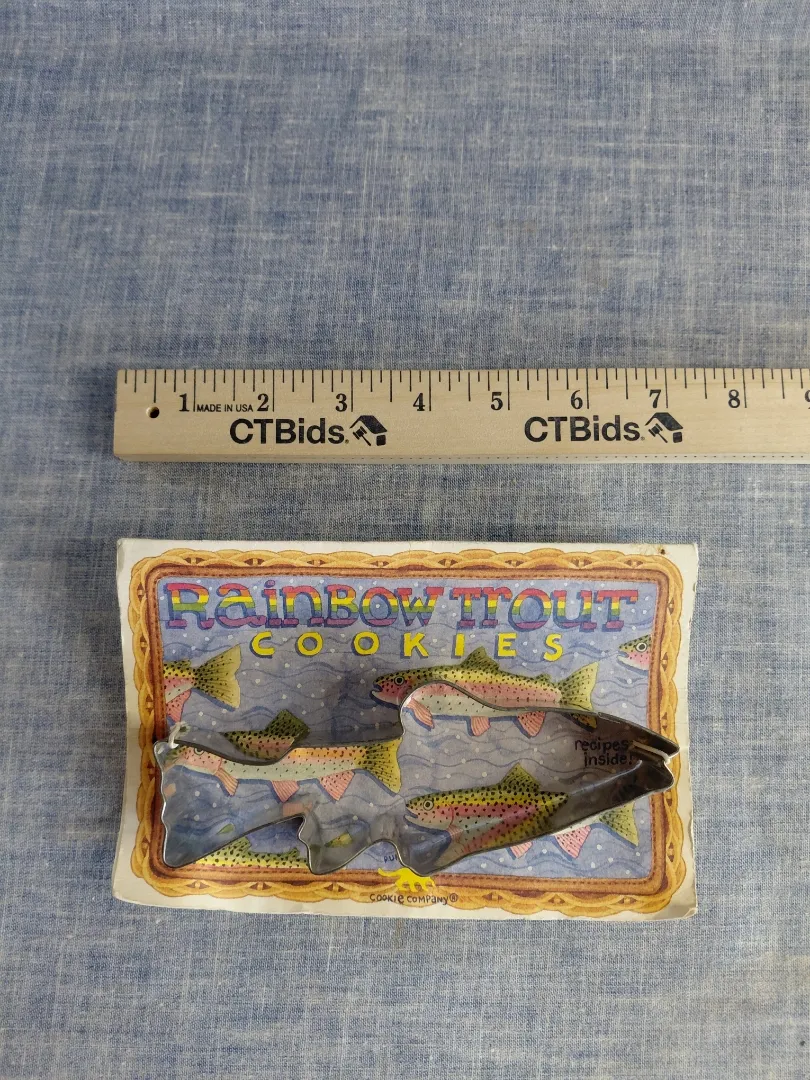 1 MADE IN USA 2 3 4 5 6 7 8 9
CTBids. CTBids.
RAINBOW TROUT
COOKIES
recipes
inside!
COOKIE COMPANY®